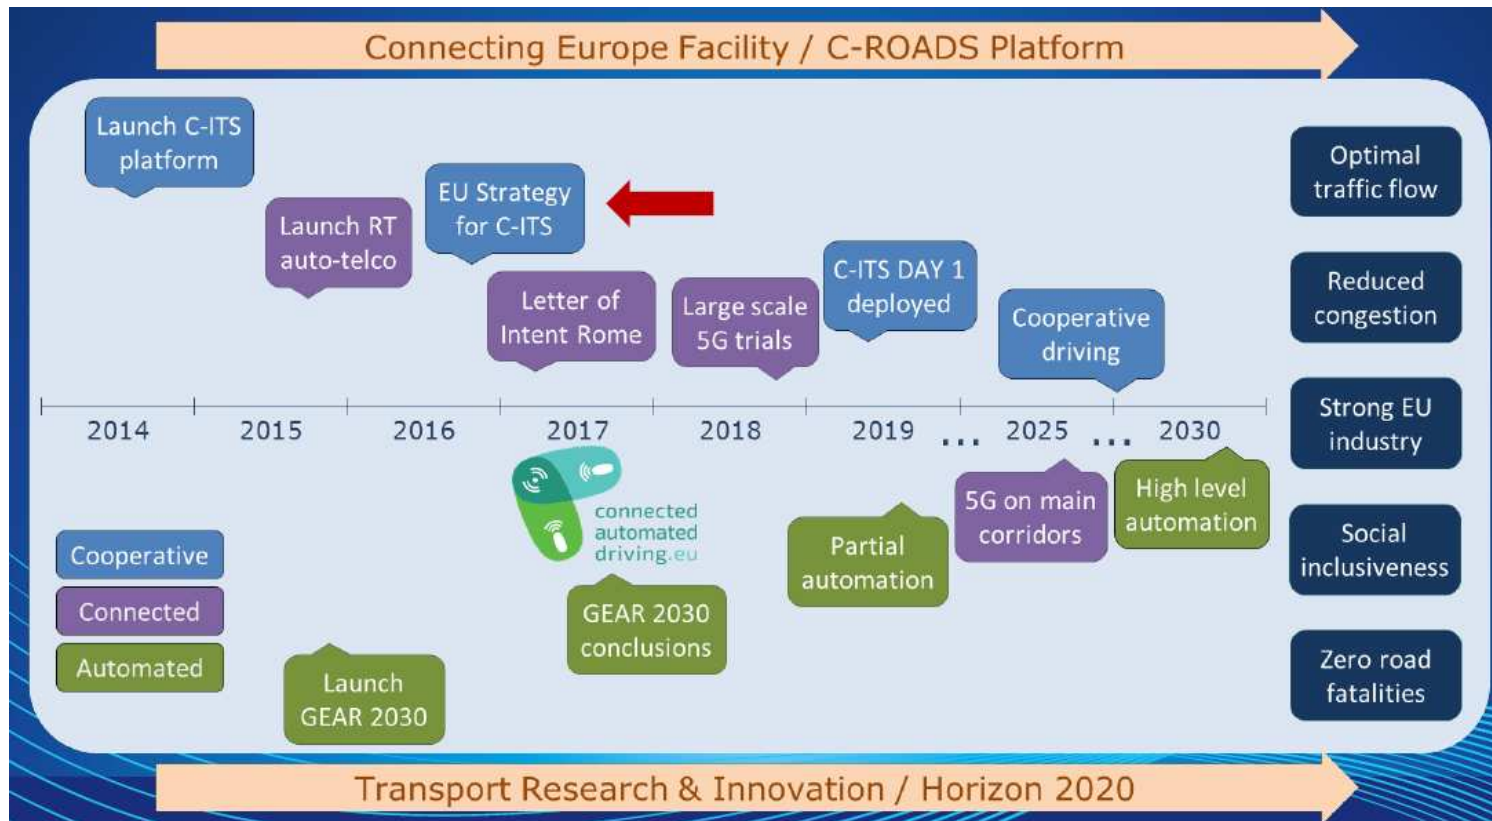 Connecting Europe Facility / C-ROADS Platform
Launch C-ITS
platform
Launch RT
auto-telco
EU Strategy
for C-ITS
Letter of
Intent Rome
Large scale
5G trials
C-ITS DAY 1
deployed
Cooperative
driving
2014
2015
2016
2017
2018
2019
...
2025
...
2030
connected
automated
driving.eu
Cooperative
Connected
Automated
Launch
GEAR 2030
GEAR 2030
conclusions
Partial
automation
5G on main
corridors
High level
automation
Optimal
traffic flow
Reduced
congestion
Strong EU
industry
Social
inclusiveness
Zero road
fatalities
Transport Research & Innovation / Horizon 2020